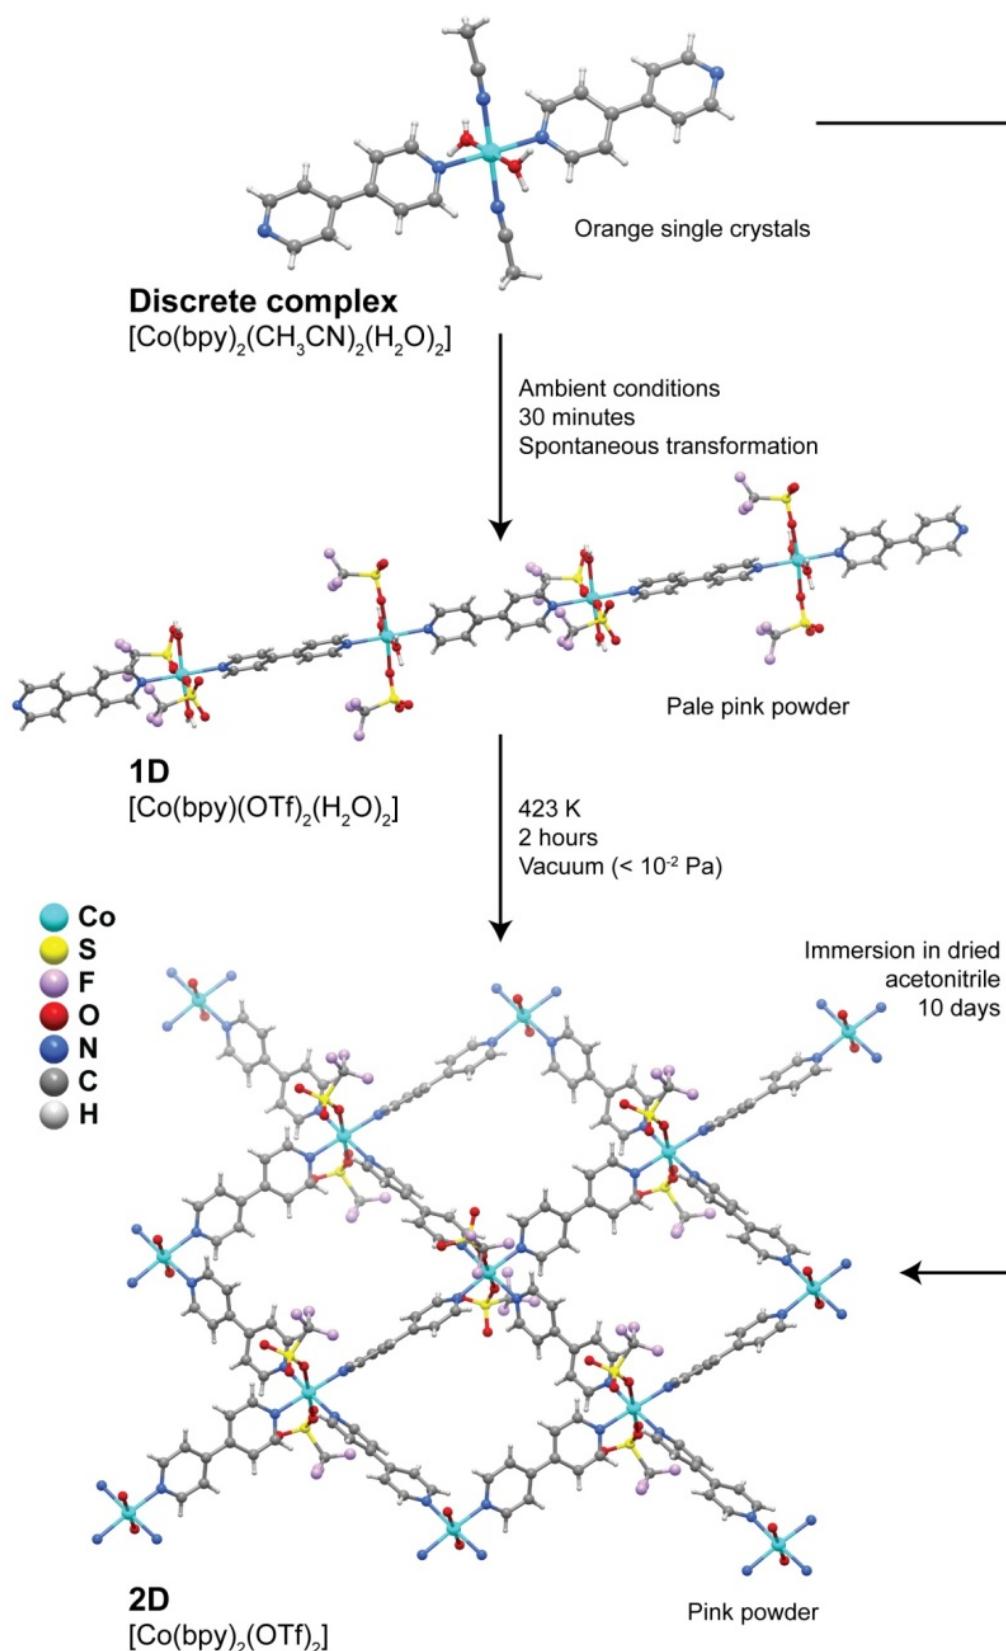 Orange single crystals
Discrete complex
[Co(bpy)₂(CH₃CN)₂(H₂O)₂]
Ambient conditions
30 minutes
Spontaneous transformation
Pale pink powder
1D
[Co(bpy)(OTf)₂(H₂O)₂]
423 K
2 hours
Vacuum (< 10⁻² Pa)
Co
S
F
O
N
C
H
Immersion in dried
acetonitrile
10 days
2D
[Co(bpy)₂(OTf)₂]
Pink powder